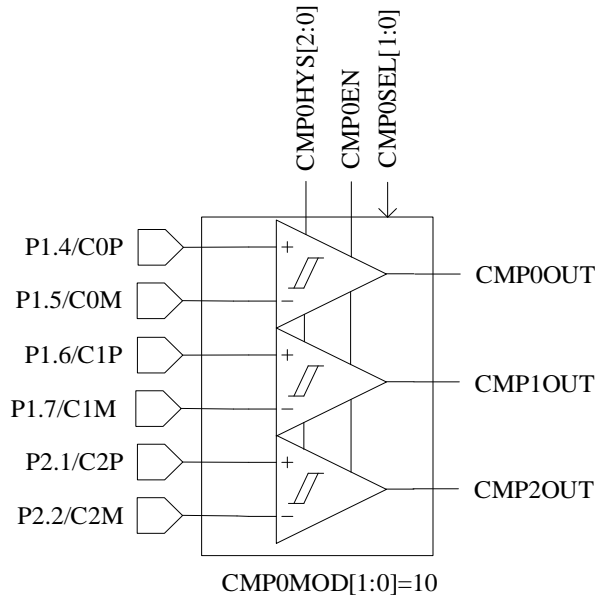 CMP0HYS[2:0]
CMP0EN
CMP0SEL[1:0]
P1.4/C0P
+
CMP0OUT
P1.5/C0M
−
P1.6/C1P
+
CMP1OUT
P1.7/C1M
−
P2.1/C2P
+
CMP2OUT
P2.2/C2M
−
CMP0MOD[1:0]=10